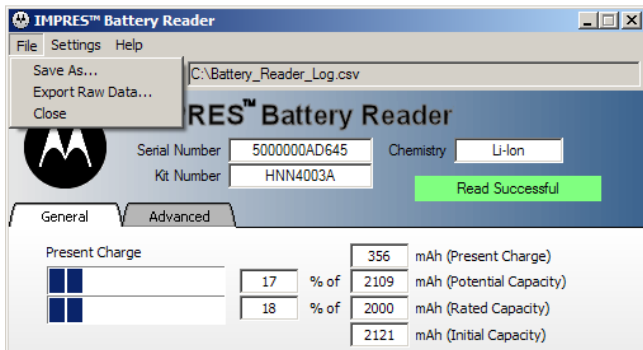 IMPRES™ Battery Reader
File Settings Help
Save As...
Export Raw Data...
Close
C:\Battery_Reader_Log.csv
PRES™ Battery Reader
Serial Number 5000000AD645 Chemistry Li-Ion
Kit Number HNN4003A
Read Successful
General Advanced
Present Charge
356 mAh (Present Charge)
17 % of 2109 mAh (Potential Capacity)
18 % of 2000 mAh (Rated Capacity)
2121 mAh (Initial Capacity)